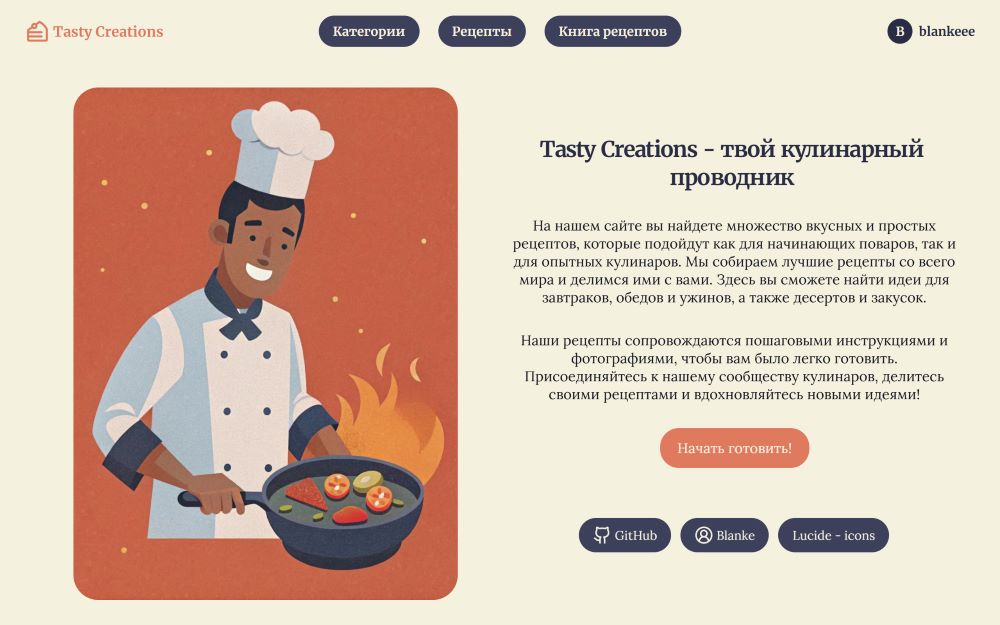 Tasty Creations
Категории
Рецепты
Книга рецептов
B
blankeee
Tasty Creations - твой кулинарный
проводник
На нашем сайте вы найдете множество вкусных и простых
рецептов, которые подойдут как для начинающих поваров, так и
для опытных кулинаров. Мы собираем лучшие рецепты со всего
мира и делимся ими с вами. Здесь вы сможете найти идеи для
завтраков, обедов и ужинов, а также десертов и закусок.
Наши рецепты сопровождаются пошаговыми инструкциями и
фотографиями, чтобы вам было легко готовить.
Присоединяйтесь к нашему сообществу кулинаров, делитесь
своими рецептами и вдохновляйтесь новыми идеями!
Начать готовить!
GitHub
Blanke
Lucide - icons